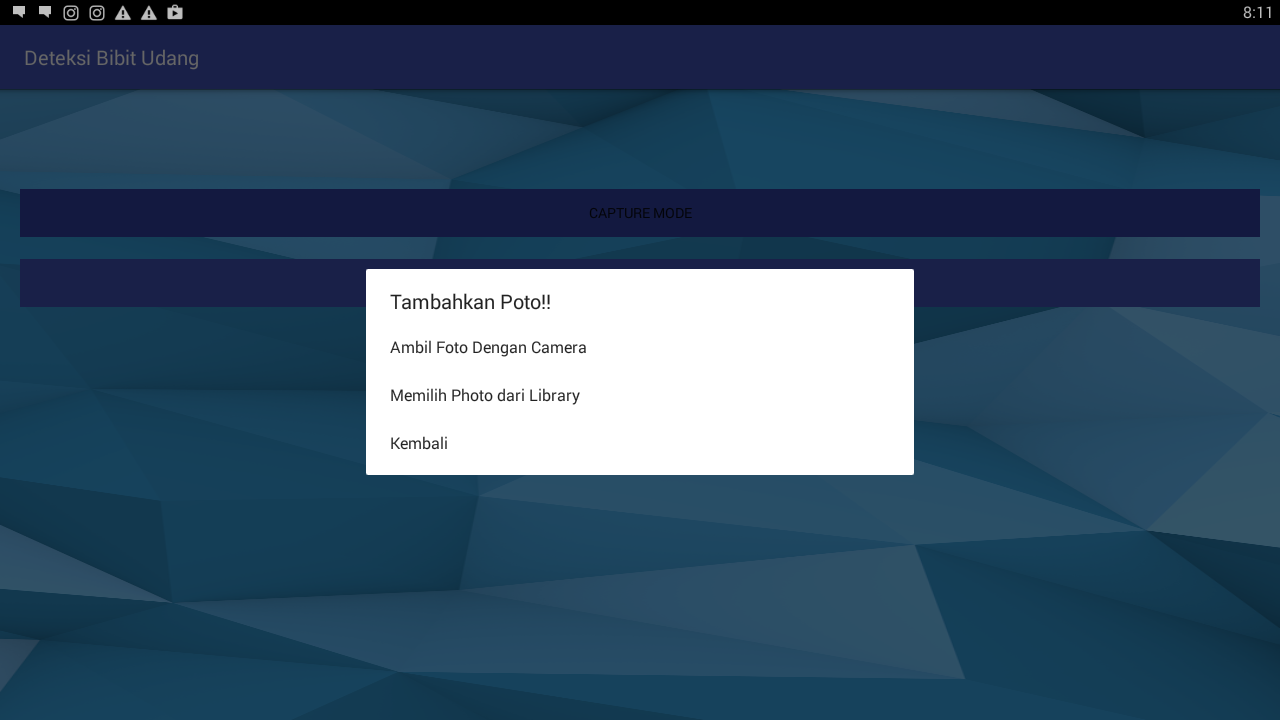 8:11
Deteksi Bibit Udang
CAPTURE MODE
Tambahkan Poto!!
Ambil Foto Dengan Camera
Memilih Photo dari Library
Kembali